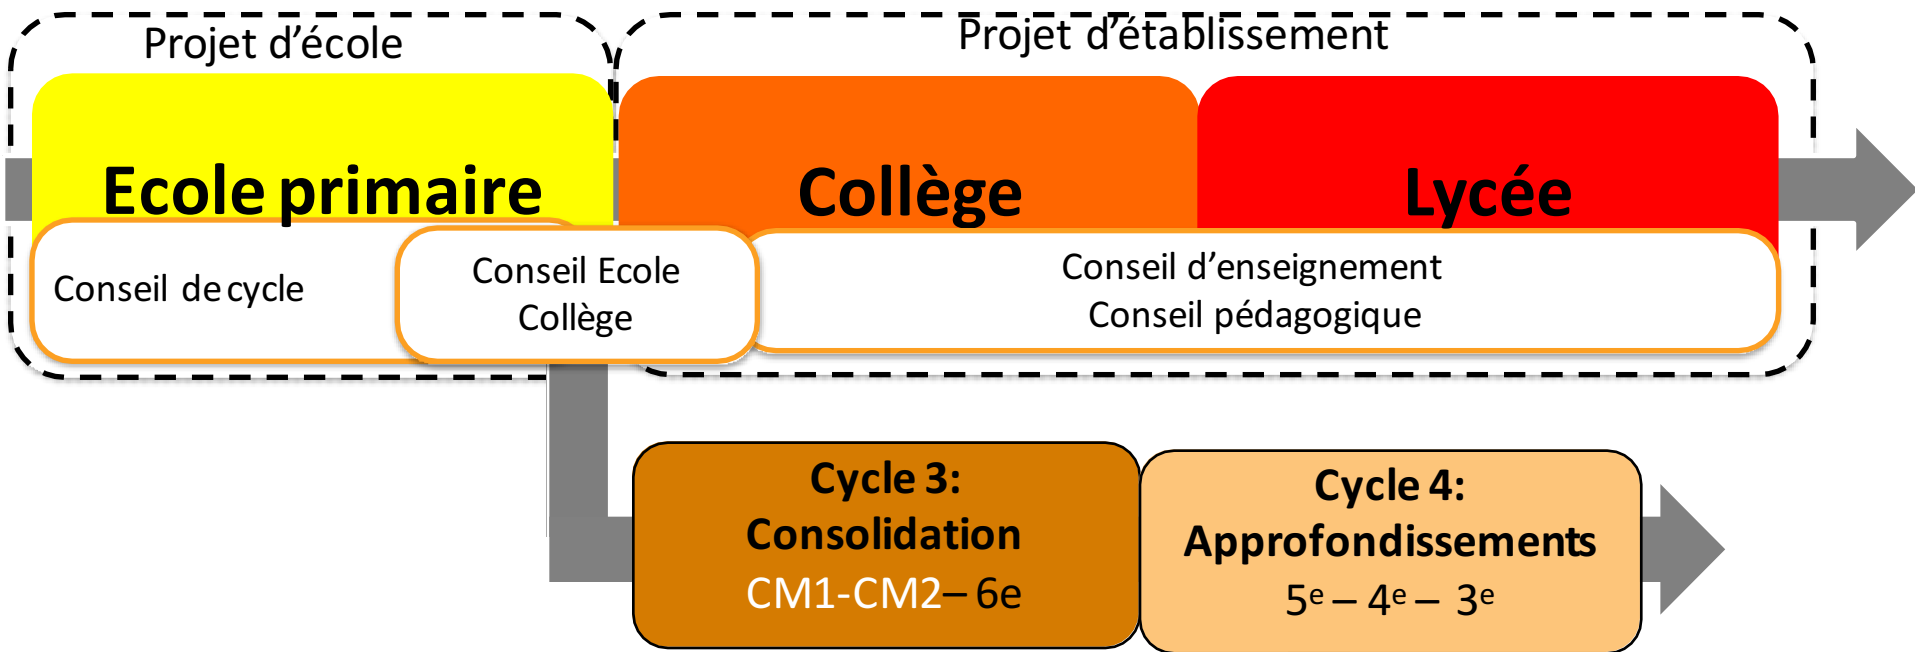 Projet d’école
Projet d’établissement
Ecole primaire
Collège
Lycée
Conseil de cycle
Conseil Ecole
Collège
Conseil d’enseignement
Conseil pédagogique
Cycle 3:
Consolidation
CM1-CM2– 6e
Cycle 4:
Approfondissements
5e – 4e – 3e